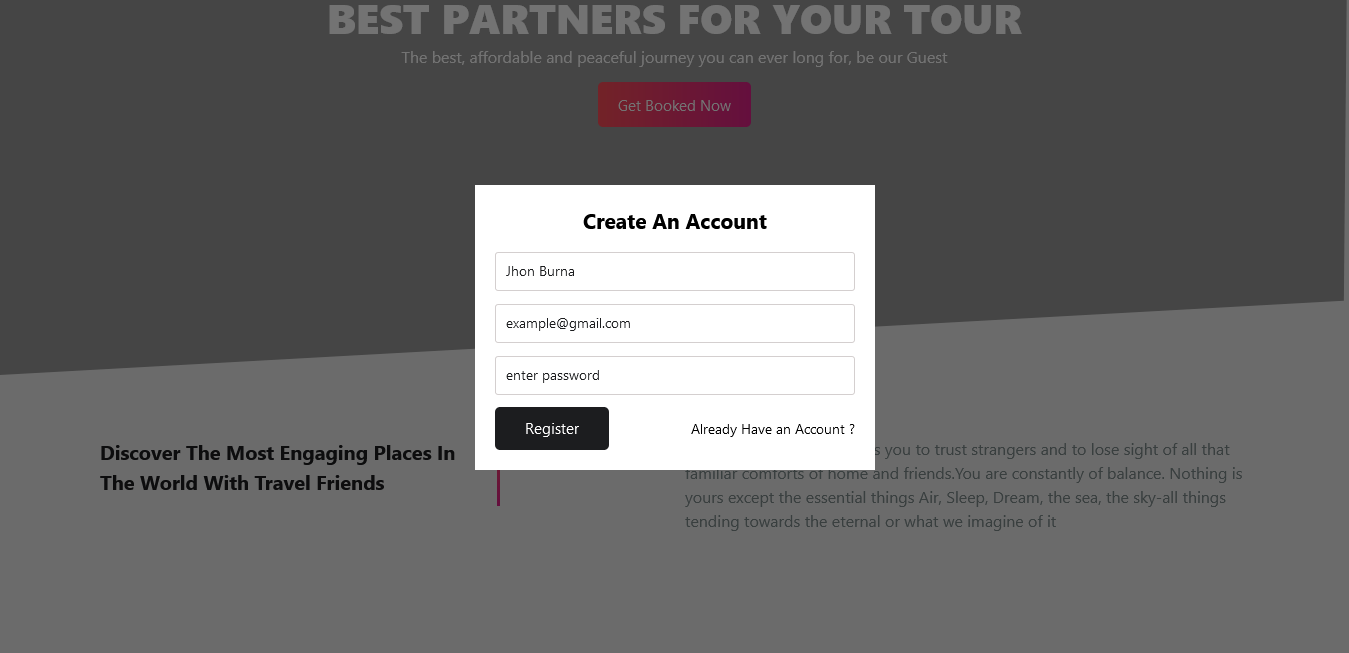 BEST PARTNERS FOR YOUR TOUR
The best, affordable and peaceful journey you can ever long for, be our Guest
Get Booked Now
Create An Account
Jhon Burna
example@gmail.com
enter password
Register
Already Have an Account ?
Discover The Most Engaging Places In
The World With Travel Friends
you to trust strangers and to lose sight of all that
familiar comforts of home and friends.You are constantly of balance. Nothing is
yours except the essential things Air, Sleep, Dream, the sea, the sky-all things
tending towards the eternal or what we imagine of it